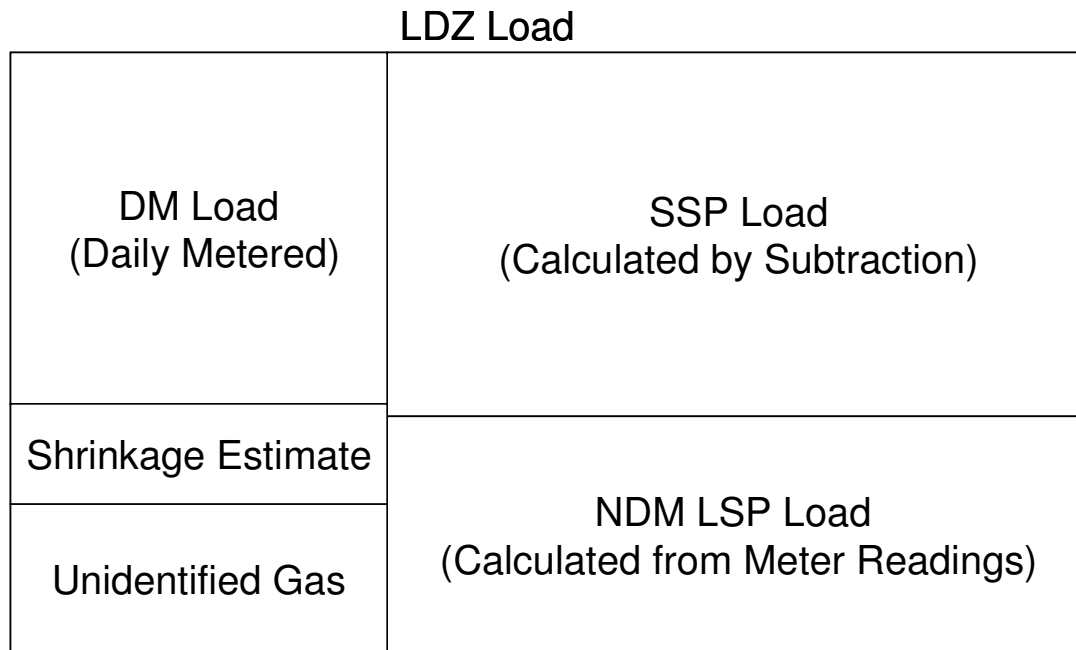 LDZ Load
DM Load
(Daily Metered)
SSP Load
(Calculated by Subtraction)
Shrinkage Estimate
Unidentified Gas
NDM LSP Load
(Calculated from Meter Readings)